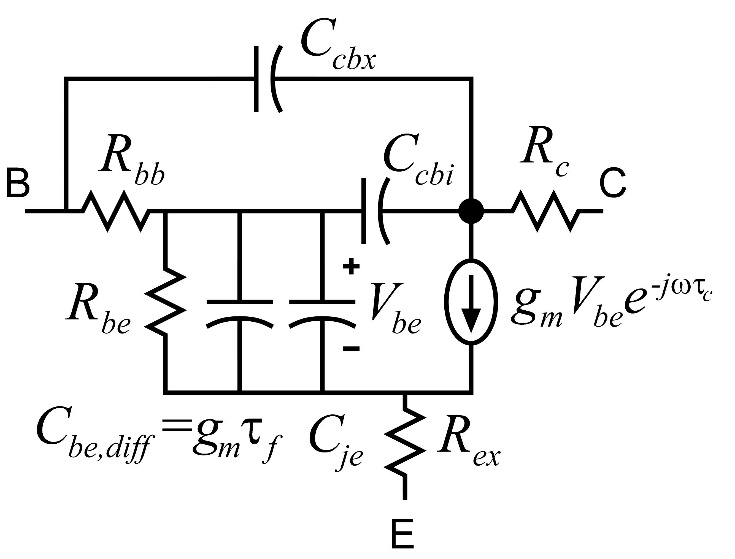 C_cbx
R_bb
C_cbi
R_c
B
C
+
R_be
V_be
g_m V_be e^-jωτ_c
-
C_be,diff = g_m τ_f
C_je
R_ex
E